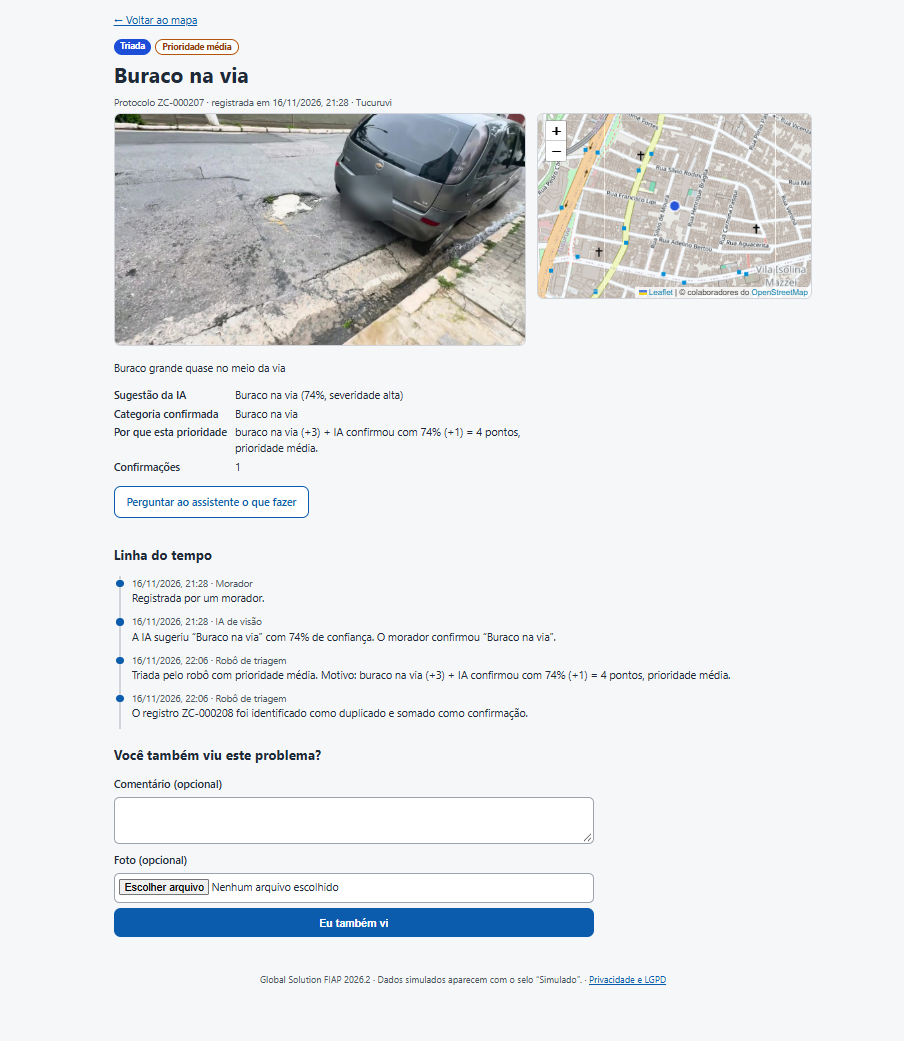 ← Voltar ao mapa
Triada Prioridade média
Buraco na via
Protocolo ZC-000207 · registrada em 16/11/2026, 21:28 · Tucuruvi
+
−
Rua Silvio Rodini
Rua Francisco Lipi
Rua Henrique Bragila
Rua Adelino Bertou
Rua Aguacerita
Vila Isolina
Mazzei
Leaflet | © colaboradores do OpenStreetMap
Buraco grande quase no meio da via
Sugestão da IA Buraco na via (74%, severidade alta)
Categoria confirmada Buraco na via
Por que esta prioridade buraco na via (+3) + IA confirmou com 74% (+1) = 4 pontos,
prioridade média.
Confirmações 1
Perguntar ao assistente o que fazer
Linha do tempo
16/11/2026, 21:28 · Morador
Registrada por um morador.
16/11/2026, 21:28 · IA de visão
A IA sugeriu “Buraco na via” com 74% de confiança. O morador confirmou “Buraco na via”.
16/11/2026, 22:06 · Robô de triagem
Triada pelo robô com prioridade média. Motivo: buraco na via (+3) + IA confirmou com 74% (+1) = 4 pontos, prioridade média.
16/11/2026, 22:06 · Robô de triagem
O registro ZC-000208 foi identificado como duplicado e somado como confirmação.
Você também viu este problema?
Comentário (opcional)
Foto (opcional)
Escolher arquivo Nenhum arquivo escolhido
Eu também vi
Global Solution FIAP 2026.2 · Dados simulados aparecem com o selo “Simulado”. · Privacidade e LGPD